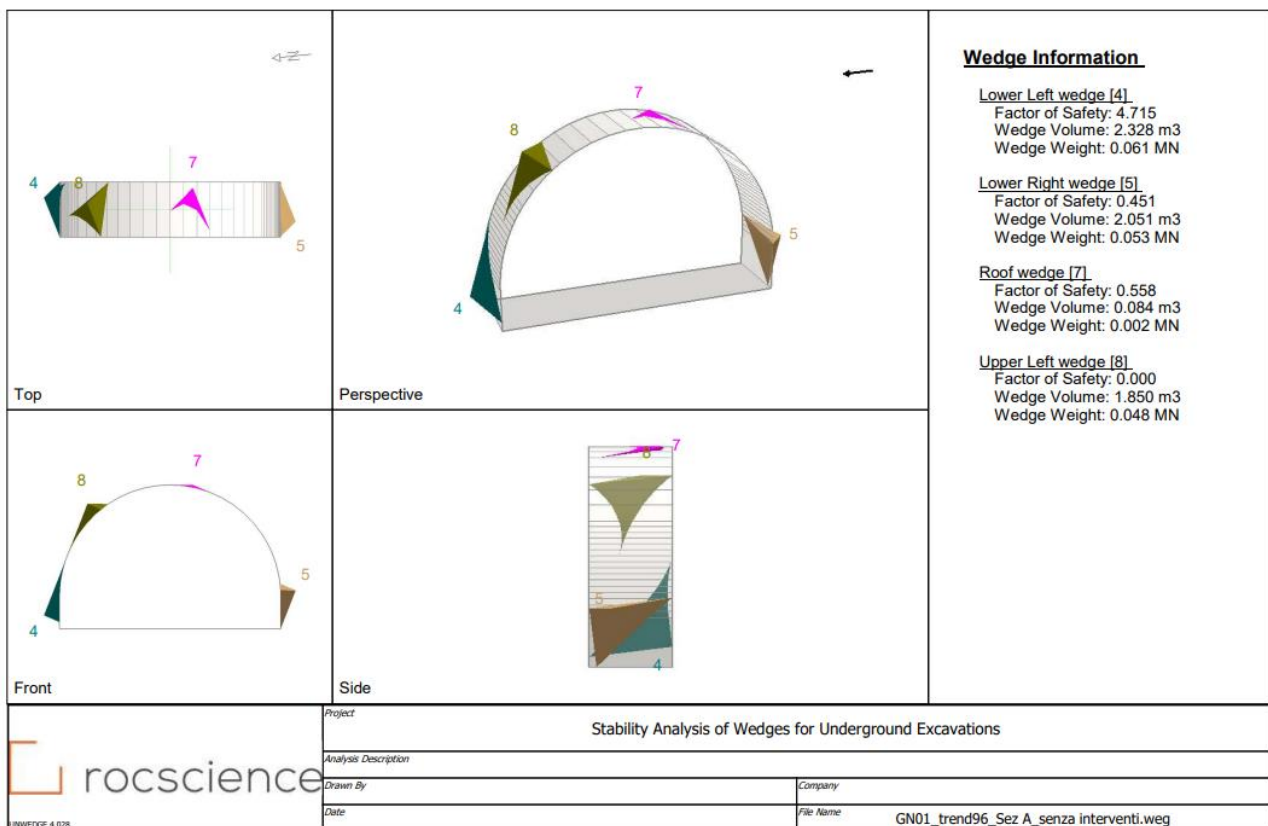 4
8
7
5
N
Top
7
8
5
4
Perspective
7
8
5
4
Front
7
8
5
4
Side
Wedge Information
Lower Left wedge [4]
Factor of Safety: 4.715
Wedge Volume: 2.328 m3
Wedge Weight: 0.061 MN
Lower Right wedge [5]
Factor of Safety: 0.451
Wedge Volume: 2.051 m3
Wedge Weight: 0.053 MN
Roof wedge [7]
Factor of Safety: 0.558
Wedge Volume: 0.084 m3
Wedge Weight: 0.002 MN
Upper Left wedge [8]
Factor of Safety: 0.000
Wedge Volume: 1.850 m3
Wedge Weight: 0.048 MN
rocscience
UNWEDGE 4.028
Project
Stability Analysis of Wedges for Underground Excavations
Analysis Description
Drawn By
Company
Date
File Name
GN01_trend96_Sez A_senza interventi.weg